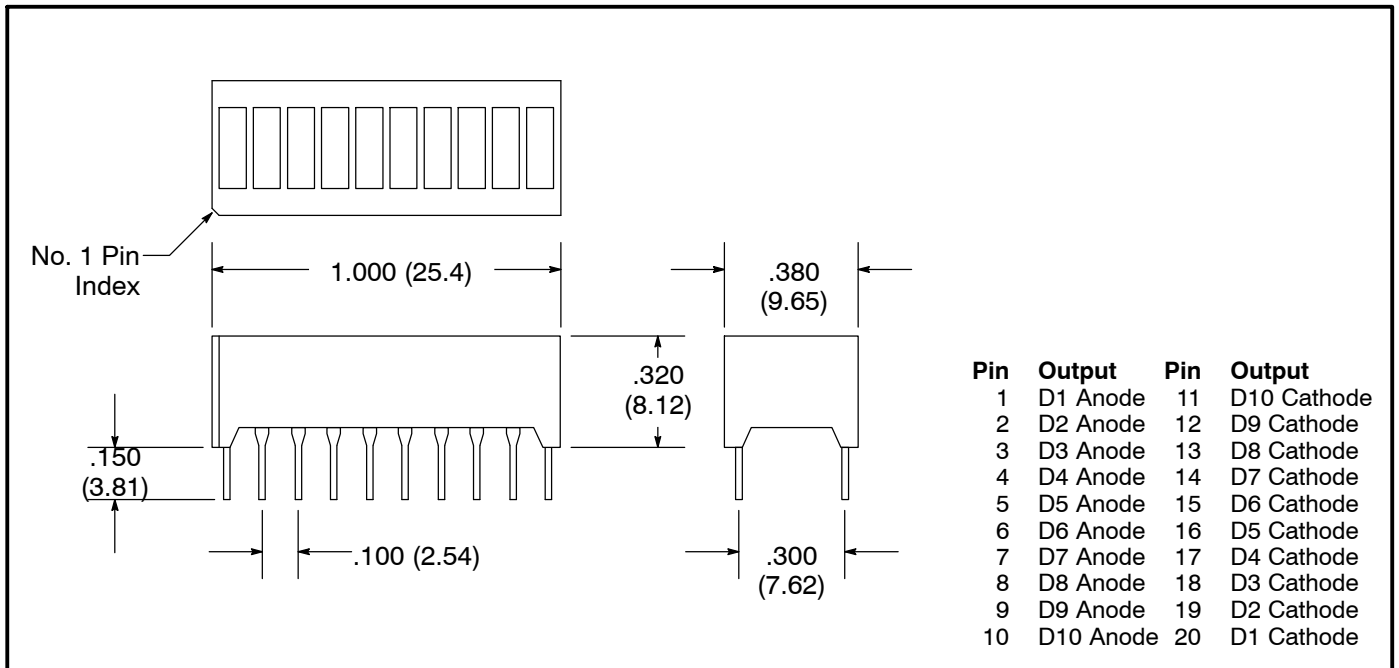 No. 1 Pin
Index
1.000 (25.4)
.380
(9.65)
.320
(8.12)
.150
(3.81)
.100 (2.54)
.300
(7.62)
Pin Output Pin Output
1 D1 Anode 11 D10 Cathode
2 D2 Anode 12 D9 Cathode
3 D3 Anode 13 D8 Cathode
4 D4 Anode 14 D7 Cathode
5 D5 Anode 15 D6 Cathode
6 D6 Anode 16 D5 Cathode
7 D7 Anode 17 D4 Cathode
8 D8 Anode 18 D3 Cathode
9 D9 Anode 19 D2 Cathode
10 D10 Anode 20 D1 Cathode